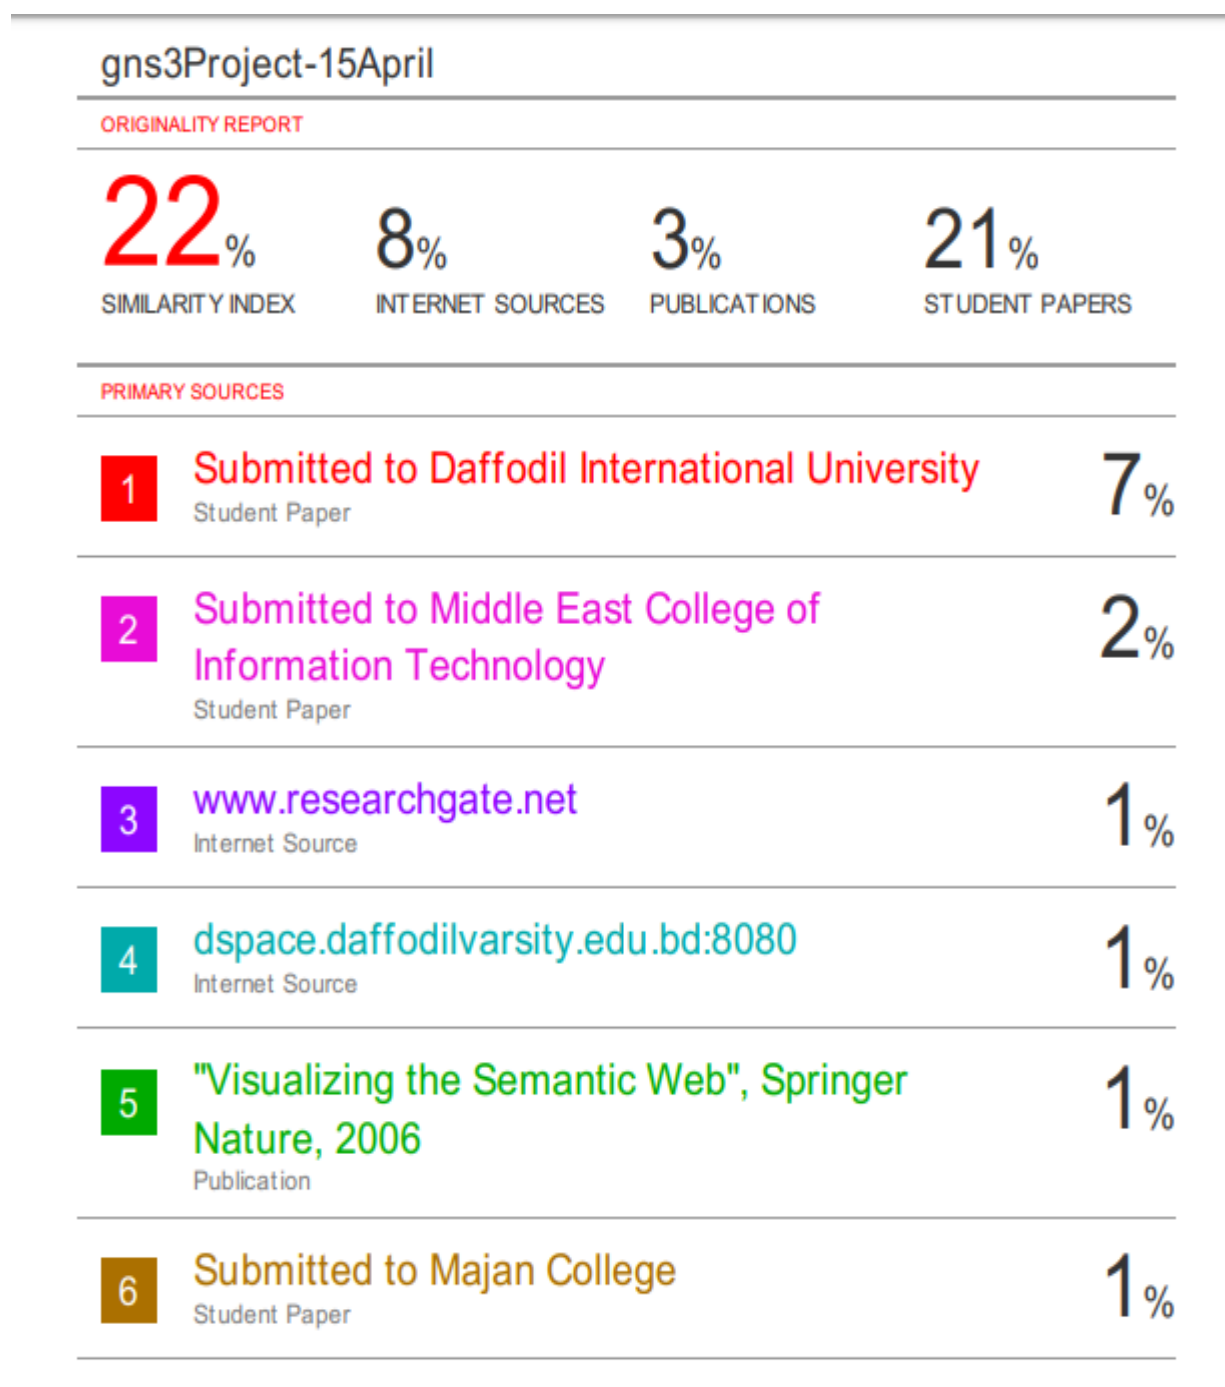 gns3Project-15April
ORIGINALITY REPORT
22% 8% 3% 21%
SIMILARITY INDEX INTERNET SOURCES PUBLICATIONS STUDENT PAPERS
PRIMARY SOURCES
1 Submitted to Daffodil International University 7%
Student Paper
2 Submitted to Middle East College of 2%
Information Technology
Student Paper
3 www.researchgate.net 1%
Internet Source
4 dspace.daffodilvarsity.edu.bd:8080 1%
Internet Source
5 "Visualizing the Semantic Web", Springer 1%
Nature, 2006
Publication
6 Submitted to Majan College 1%
Student Paper